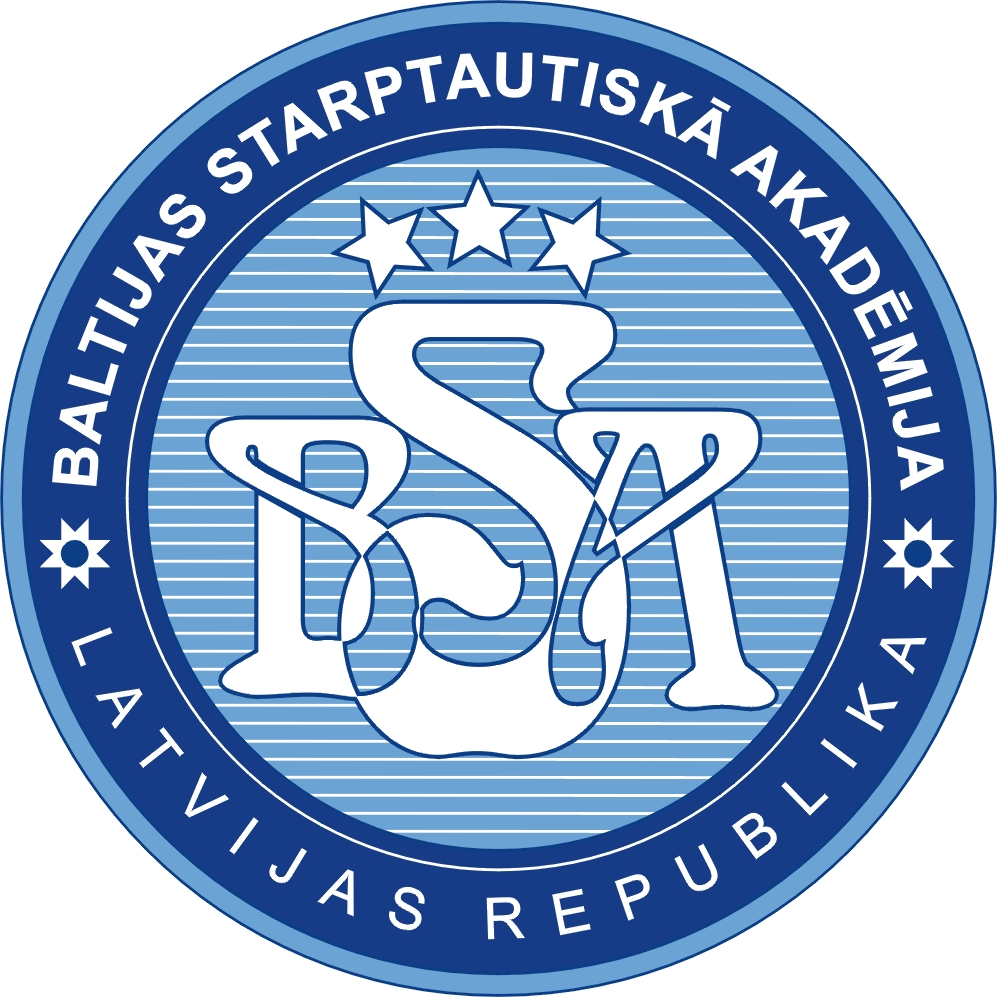 BALTIJAS STARPTAUTISKĀ AKADĒMIJA
BSA
LATVIJAS REPUBLIKA